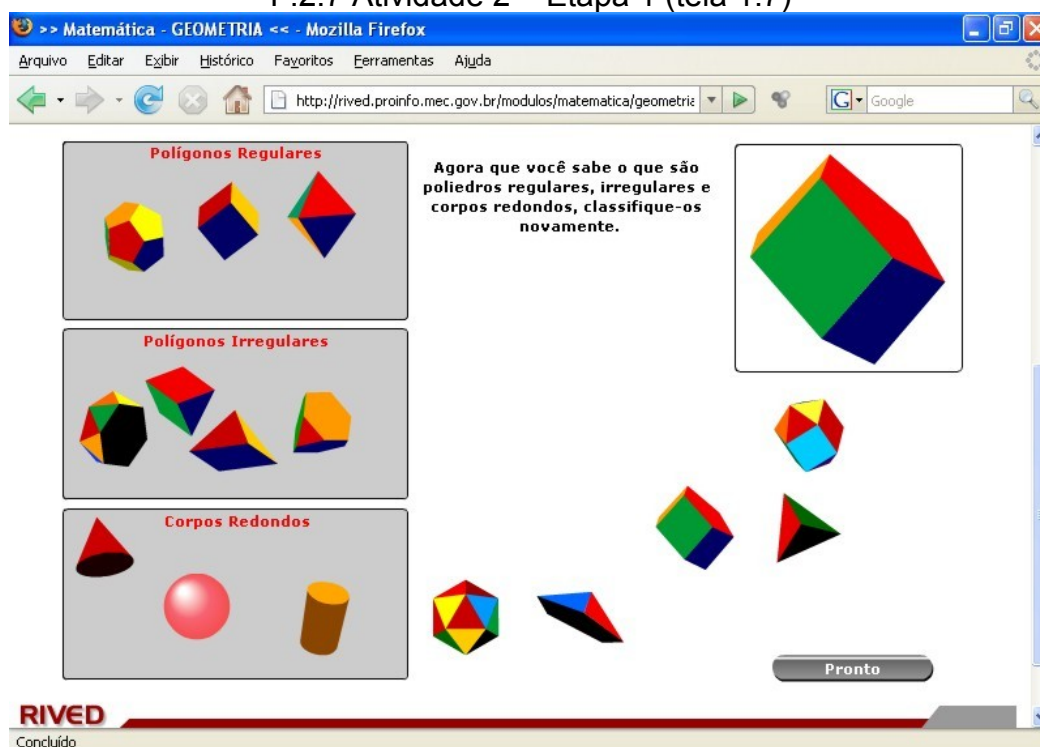 F.2.7 Atividade 2 – Etapa 1 (tela 1.7)
>> Matemática - GEOMETRIA << - Mozilla Firefox
Arquivo Editar Exibir Histórico Favoritos Ferramentas Ajuda
http://rived.proinfo.mec.gov.br/modulos/matematica/geometria
G Google
Polígonos Regulares
Agora que você sabe o que são
poliedros regulares, irregulares e
corpos redondos, classifique-os
novamente.
Polígonos Irregulares
Corpos Redondos
Pronto
RIVED
Concluído